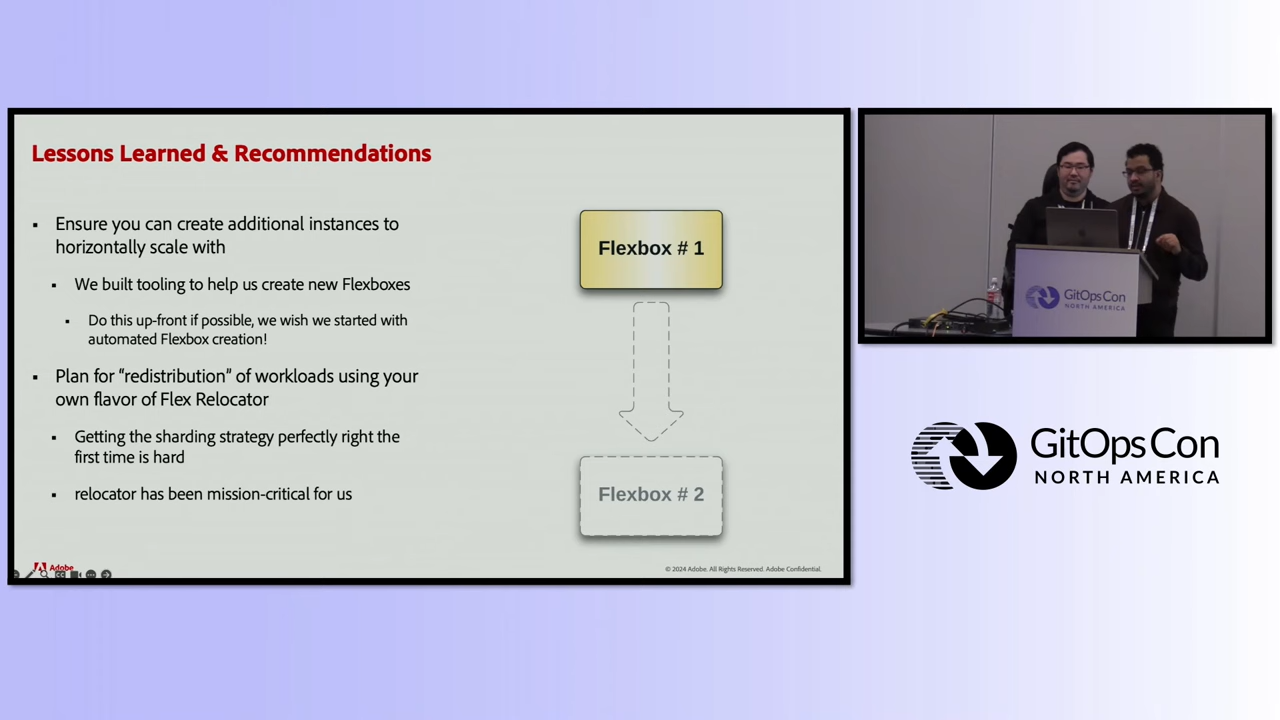 Lessons Learned & Recommendations
▪ Ensure you can create additional instances to
horizontally scale with
▪ We built tooling to help us create new Flexboxes
▪ Do this up-front if possible, we wish we started with
automated Flexbox creation!
▪ Plan for “redistribution” of workloads using your
own flavor of Flex Relocator
▪ Getting the sharding strategy perfectly right the
first time is hard
▪ relocator has been mission-critical for us
Flexbox # 1
Flexbox # 2
Adobe
© 2024 Adobe. All Rights Reserved. Adobe Confidential.
GitOpsCon
NORTH AMERICA
GitOpsCon
NORTH AMERICA